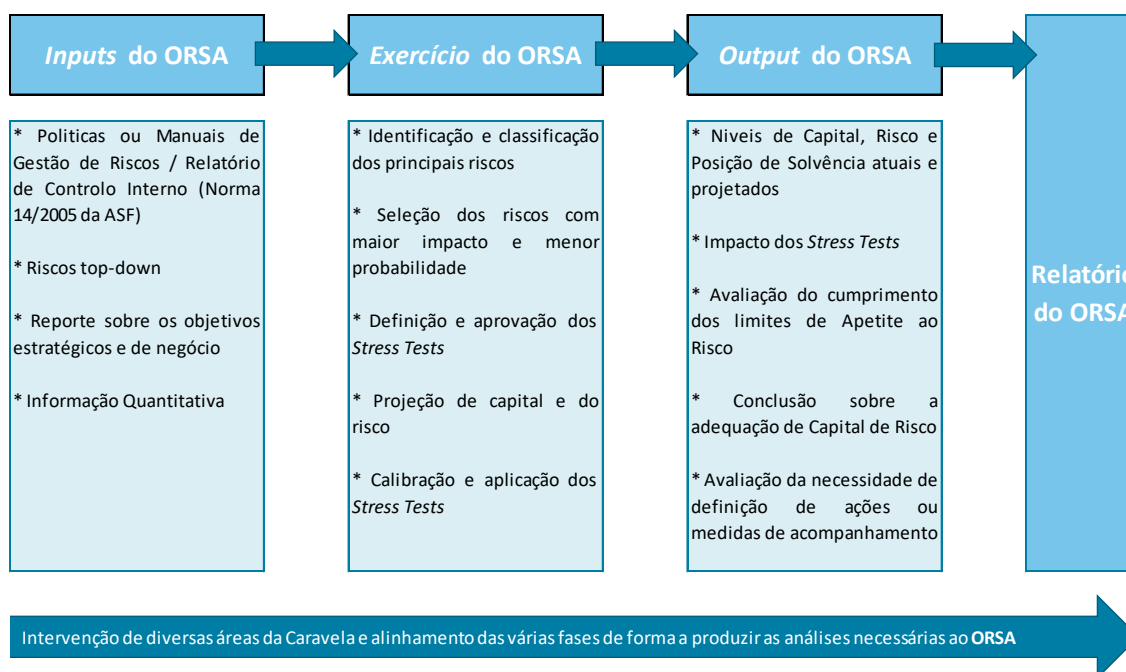 Inputs do ORSA
* Politicas ou Manuais de
Gestão de Riscos / Relatório
de Controlo Interno (Norma
14/2005 da ASF)
* Riscos top-down
* Reporte sobre os objetivos
estratégicos e de negócio
* Informação Quantitativa
Exercício do ORSA
* Identificação e classificação
dos principais riscos
* Seleção dos riscos com
maior impacto e menor
probabilidade
* Definição e aprovação dos
Stress Tests
* Projeção de capital e do
risco
* Calibração e aplicação dos
Stress Tests
Output do ORSA
* Niveis de Capital, Risco e
Posição de Solvência atuais e
projetados
* Impacto dos Stress Tests
* Avaliação do cumprimento
dos limites de Apetite ao
Risco
* Conclusão sobre a
adequação de Capital de Risco
* Avaliação da necessidade de
definição de ações ou
medidas de acompanhamento
Relatório
do ORSA
Intervenção de diversas áreas da Caravela e alinhamento das várias fases de forma a produzir as análises necessárias ao ORSA